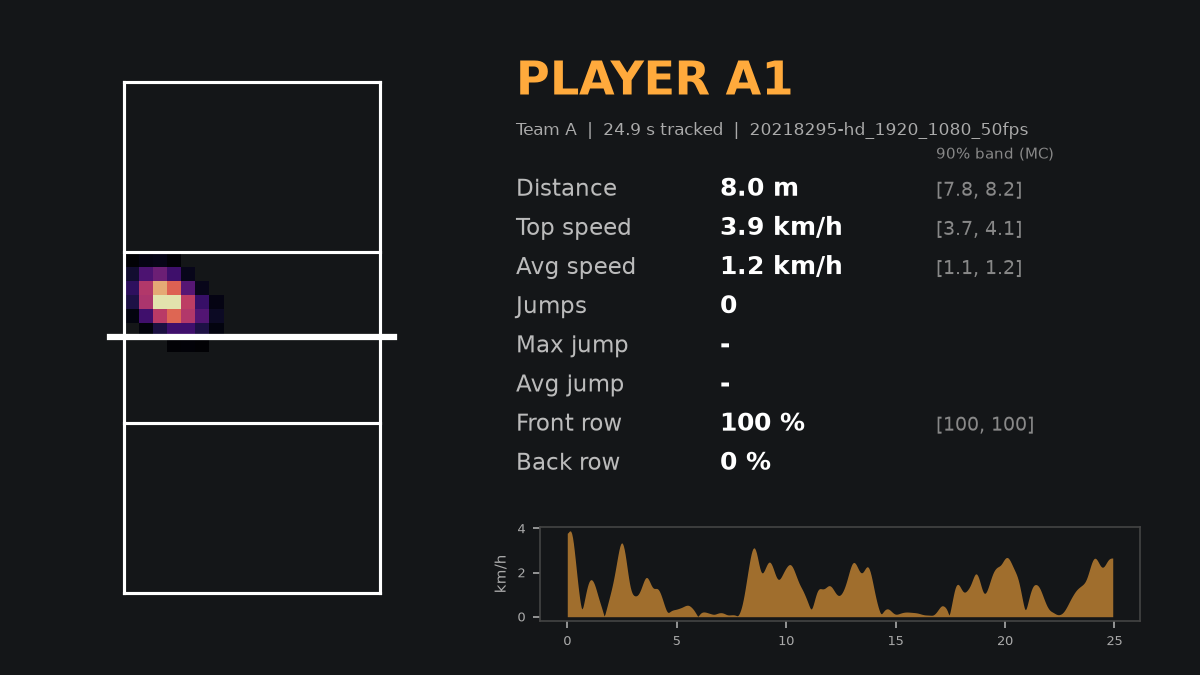 PLAYER A1
Team A | 24.9 s tracked | 20218295-hd_1920_1080_50fps
90% band (MC)
Distance 8.0 m [7.8, 8.2]
Top speed 3.9 km/h [3.7, 4.1]
Avg speed 1.2 km/h [1.1, 1.2]
Jumps 0
Max jump -
Avg jump -
Front row 100 % [100, 100]
Back row 0 %
4
2
0
km/h
0 5 10 15 20 25